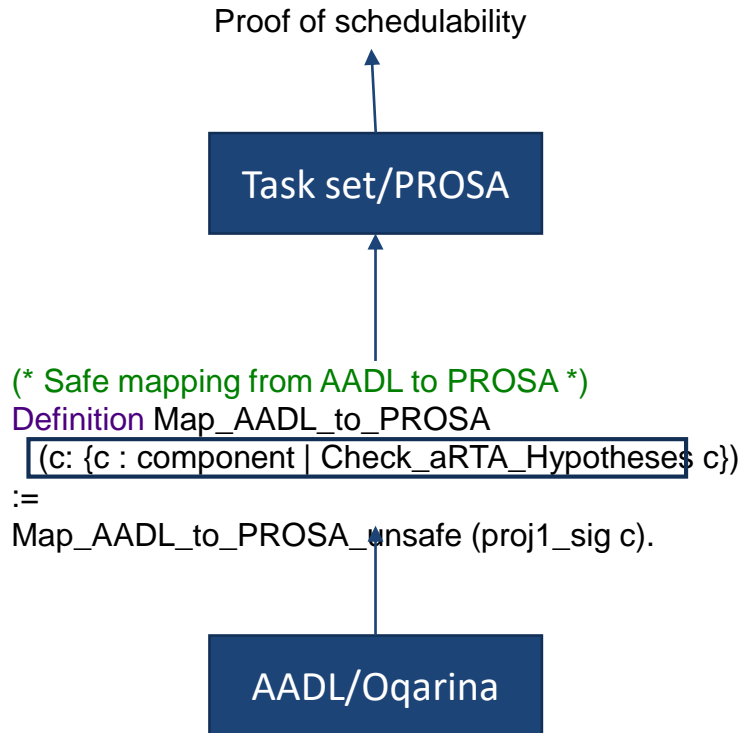 Proof of schedulability
Task set/PROSA
(* Safe mapping from AADL to PROSA *)
Definition Map_AADL_to_PROSA
(c: {c : component | Check_aRTA_Hypotheses c})
:=
Map_AADL_to_PROSA_unsafe (proj1_sig c).
AADL/Oqarina